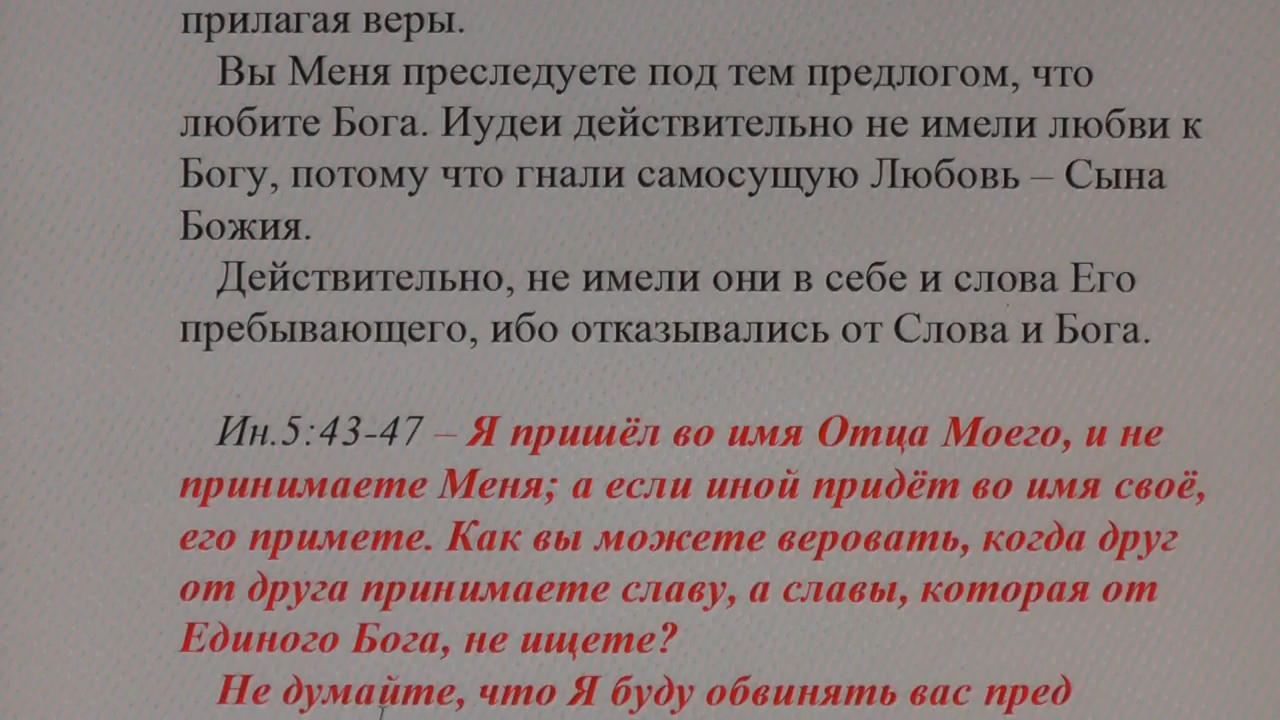 прилагая веры.
Вы Меня преследуете под тем предлогом, что
любите Бога. Иудеи действительно не имели любви к
Богу, потому что гнали самосущую Любовь – Сына
Божия.
Действительно, не имели они в себе и слова Его
пребывающего, ибо отказывались от Слова и Бога.
Ин.5:43-47 – Я пришёл во имя Отца Моего, и не
принимаете Меня; а если иной придёт во имя своё,
его примете. Как вы можете веровать, когда друг
от друга принимаете славу, а славы, которая от
Единого Бога, не ищете?
Не думайте, что Я буду обвинять вас пред